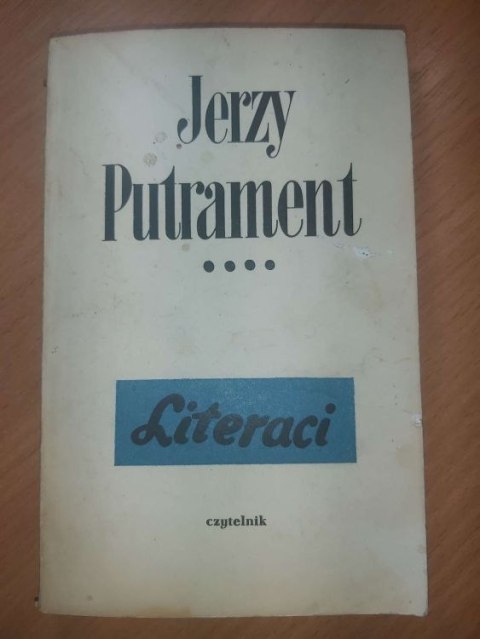 Jerzy
Putrament
••••
Literaci
czytelnik